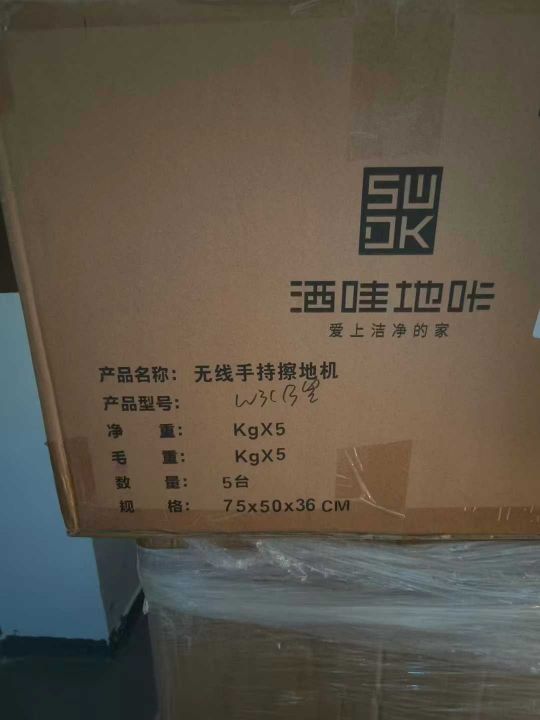 SW
DK
洒哇地咔
爱上洁净的家
产品名称: 无线手持擦地机
产品型号:
净 重: KgX5
毛 重: KgX5
数 量: 5台
规 格: 75x50x36 CM